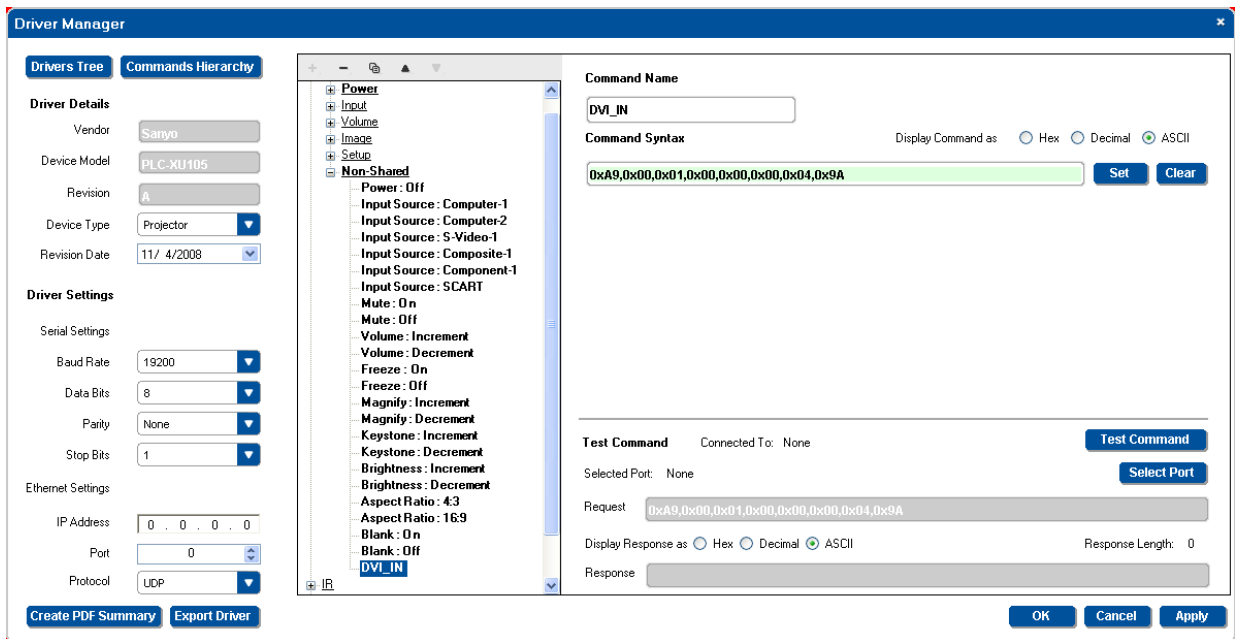 Driver Manager
Drivers Tree
Commands Hierarchy
Driver Details
Vendor
Sanyo
Device Model
PLC-XU105
Revision
A
Device Type
Projector
Revision Date
11/ 4/2008
Driver Settings
Serial Settings
Baud Rate
19200
Data Bits
8
Parity
None
Stop Bits
1
Ethernet Settings
IP Address
0 . 0 . 0 . 0
Port
0
Protocol
UDP
Create PDF Summary
Export Driver
Power
Input
Volume
Image
Setup
Non-Shared
Power : Off
Input Source : Computer-1
Input Source : Computer-2
Input Source : S-Video-1
Input Source : Composite-1
Input Source : Component-1
Input Source : SCART
Mute : On
Mute : Off
Volume : Increment
Volume : Decrement
Freeze : On
Freeze : Off
Magnify : Increment
Magnify : Decrement
Keystone : Increment
Keystone : Decrement
Brightness : Increment
Brightness : Decrement
Aspect Ratio : 4:3
Aspect Ratio : 16:9
Blank : On
Blank : Off
DVI_IN
IR
Command Name
DVI_IN
Command Syntax
Display Command as Hex Decimal ASCII
0xA9,0x00,0x01,0x00,0x00,0x00,0x04,0x9A
Set
Clear
Test Command
Connected To: None
Test Command
Selected Port: None
Select Port
Request
0xA9,0x00,0x01,0x00,0x00,0x00,0x04,0x9A
Display Response as Hex Decimal ASCII
Response Length: 0
Response
OK
Cancel
Apply